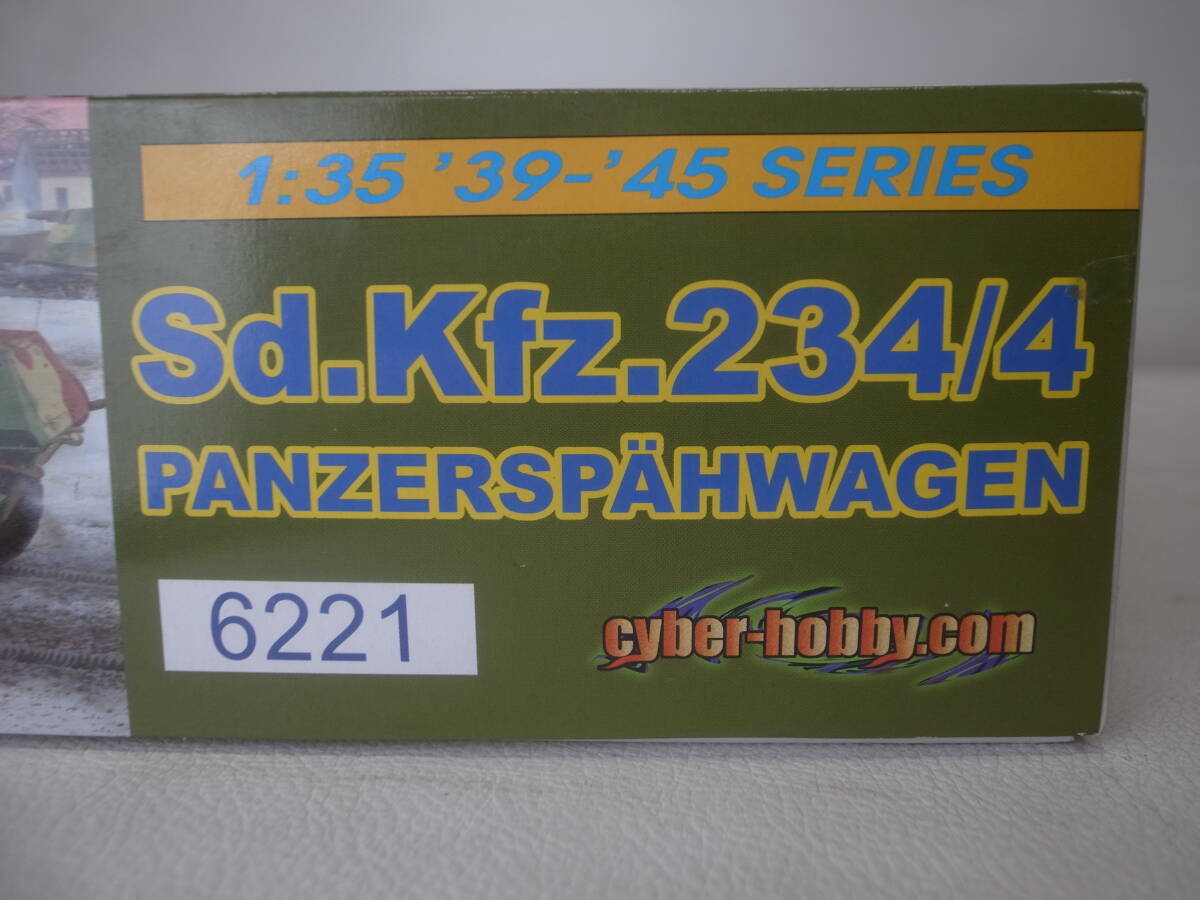 1:35 '39-'45 SERIES
Sd.Kfz.234/4
PANZERSPÄHWAGEN
6221
cyber-hobby.com